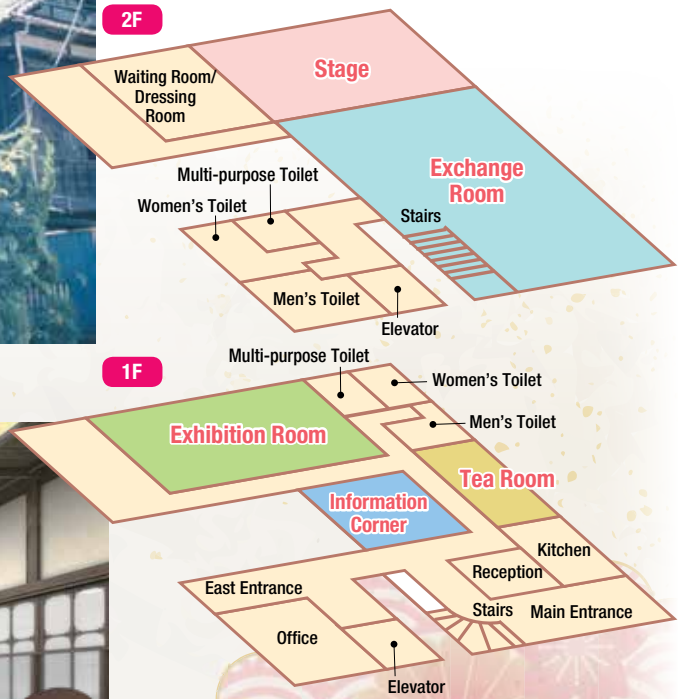 2F
Waiting Room/
Dressing
Room
Stage
Exchange
Room
Multi-purpose Toilet
Women's Toilet
Stairs
Men's Toilet
Elevator
1F
Multi-purpose Toilet
Women's Toilet
Men's Toilet
Exhibition Room
Tea Room
Information
Corner
Kitchen
Reception
East Entrance
Stairs
Main Entrance
Office
Elevator